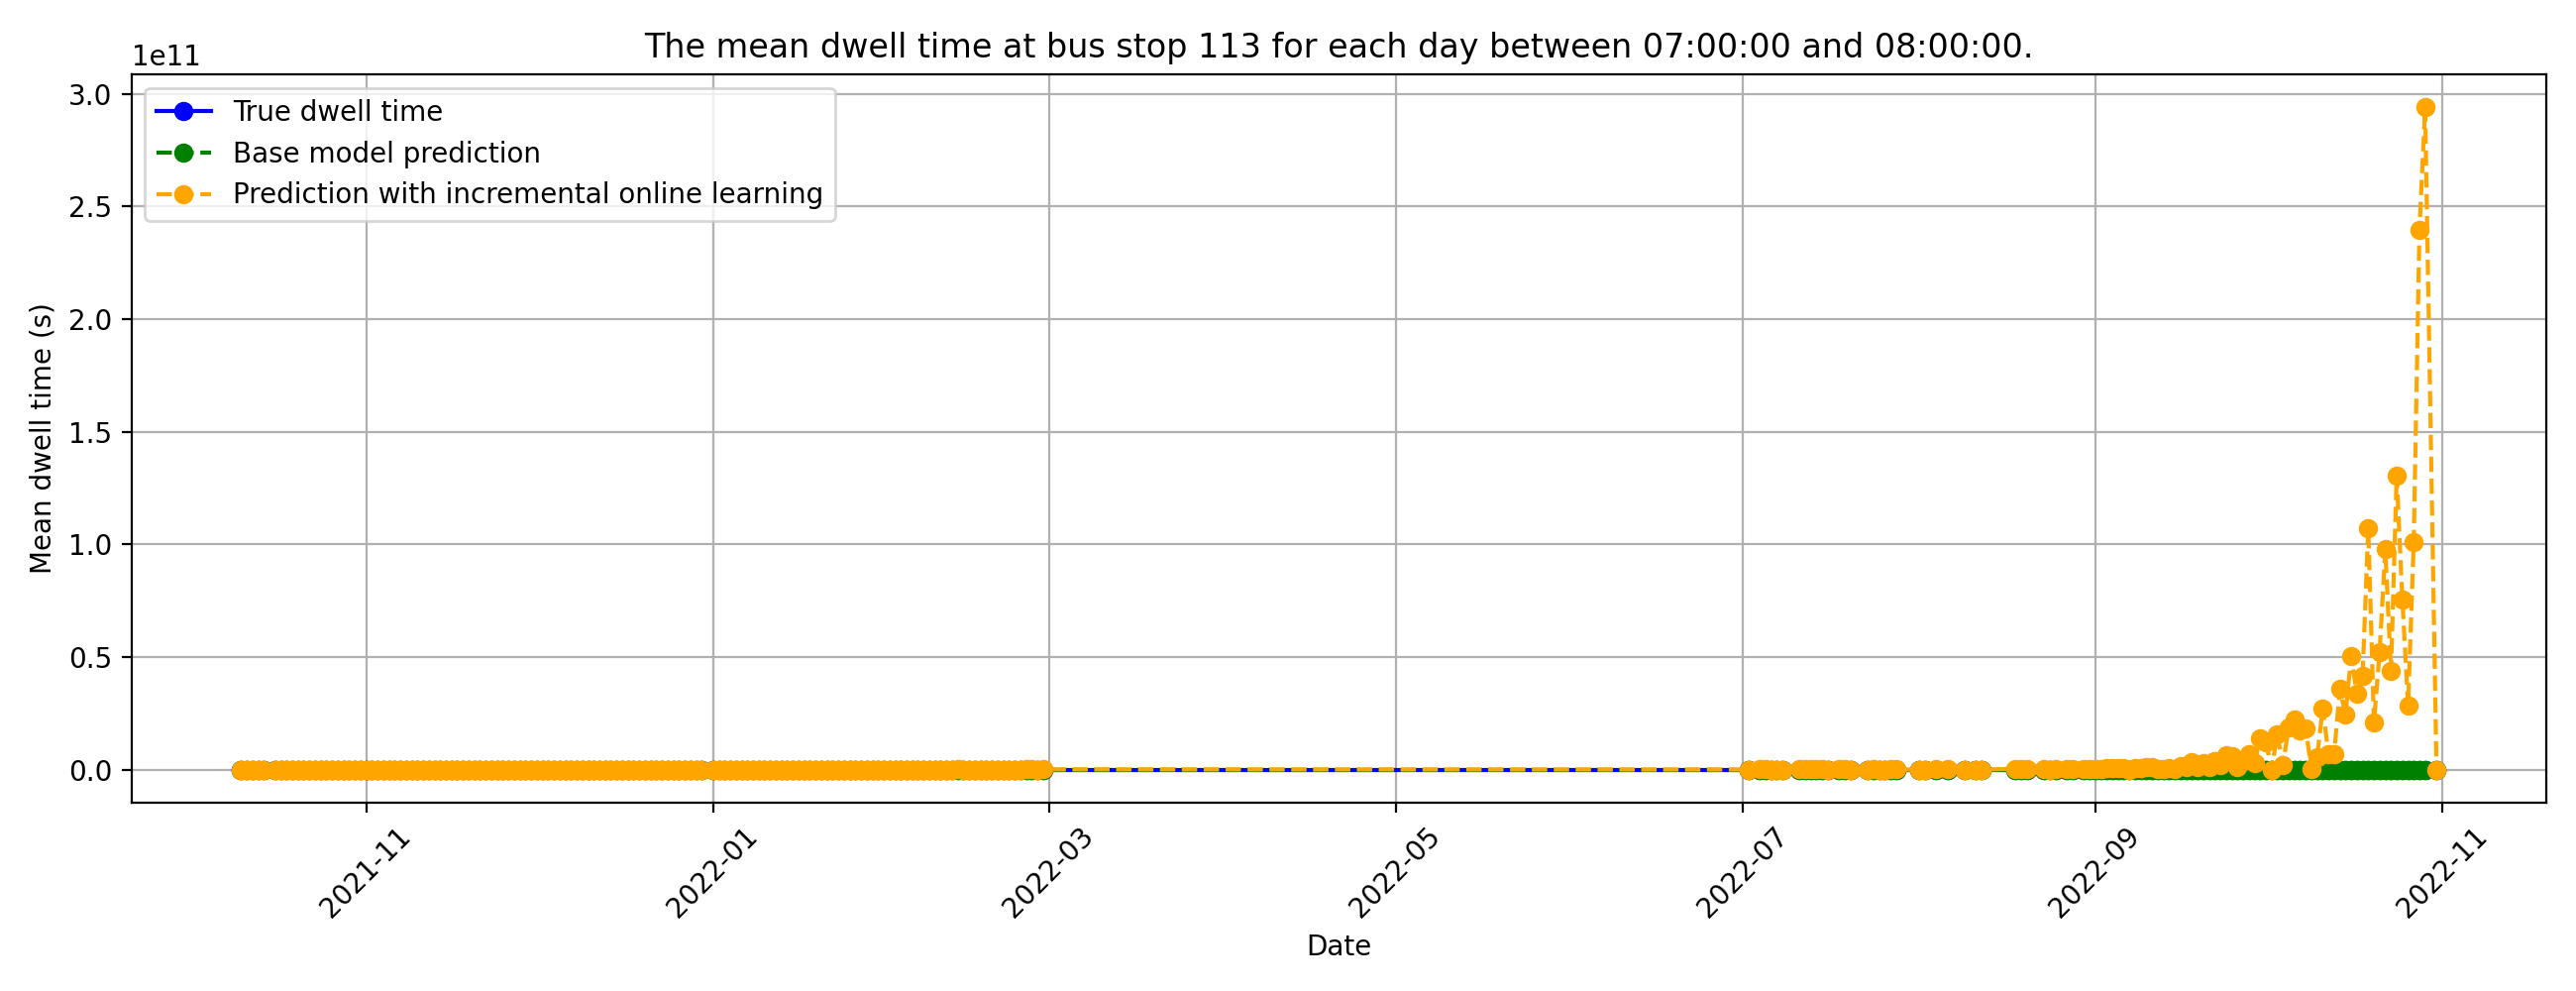 The mean dwell time at bus stop 113 for each day between 07:00:00 and 08:00:00.
1e11
3.0
2.5
2.0
1.5
1.0
0.5
0.0
Mean dwell time (s)
True dwell time
Base model prediction
Prediction with incremental online learning
2021-11
2022-01
2022-03
2022-05
2022-07
2022-09
2022-11
Date